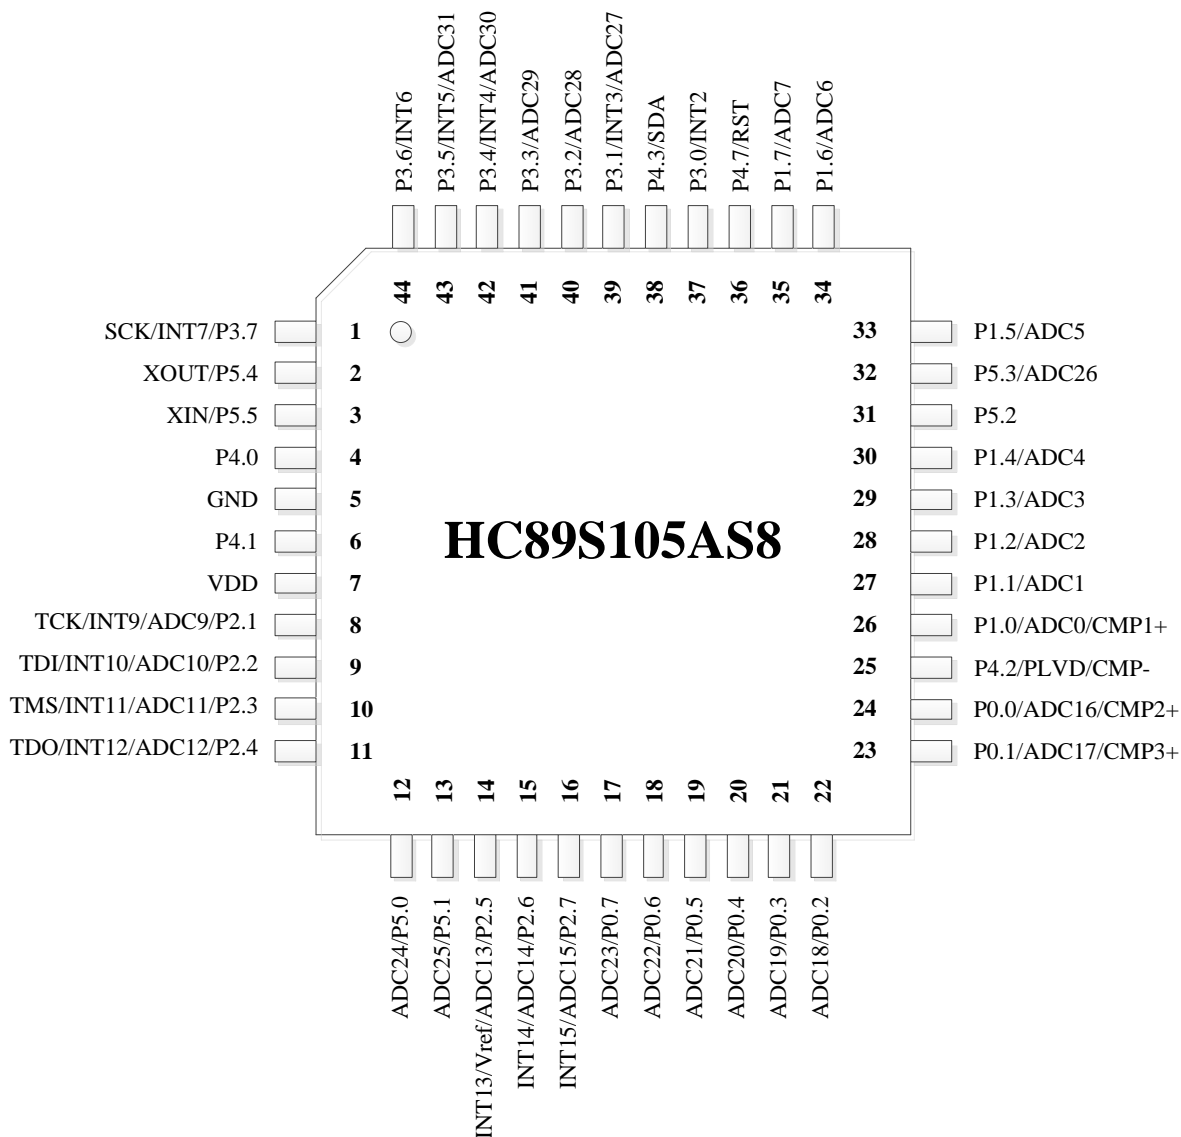 P3.6/INT6
P3.5/INT5/ADC31
P3.4/INT4/ADC30
P3.3/ADC29
P3.2/ADC28
P3.1/INT3/ADC27
P4.3/SDA
P3.0/INT2
P4.7/RST
P1.7/ADC7
P1.6/ADC6
44
43
42
41
40
39
38
37
36
35
34
SCK/INT7/P3.7 1
XOUT/P5.4 2
XIN/P5.5 3
P4.0 4
GND 5
P4.1 6
VDD 7
TCK/INT9/ADC9/P2.1 8
TDI/INT10/ADC10/P2.2 9
TMS/INT11/ADC11/P2.3 10
TDO/INT12/ADC12/P2.4 11
HC89S105AS8
33 P1.5/ADC5
32 P5.3/ADC26
31 P5.2
30 P1.4/ADC4
29 P1.3/ADC3
28 P1.2/ADC2
27 P1.1/ADC1
26 P1.0/ADC0/CMP1+
25 P4.2/PLVD/CMP-
24 P0.0/ADC16/CMP2+
23 P0.1/ADC17/CMP3+
12
13
14
15
16
17
18
19
20
21
22
ADC24/P5.0
ADC25/P5.1
INT13/Vref/ADC13/P2.5
INT14/ADC14/P2.6
INT15/ADC15/P2.7
ADC23/P0.7
ADC22/P0.6
ADC21/P0.5
ADC20/P0.4
ADC19/P0.3
ADC18/P0.2